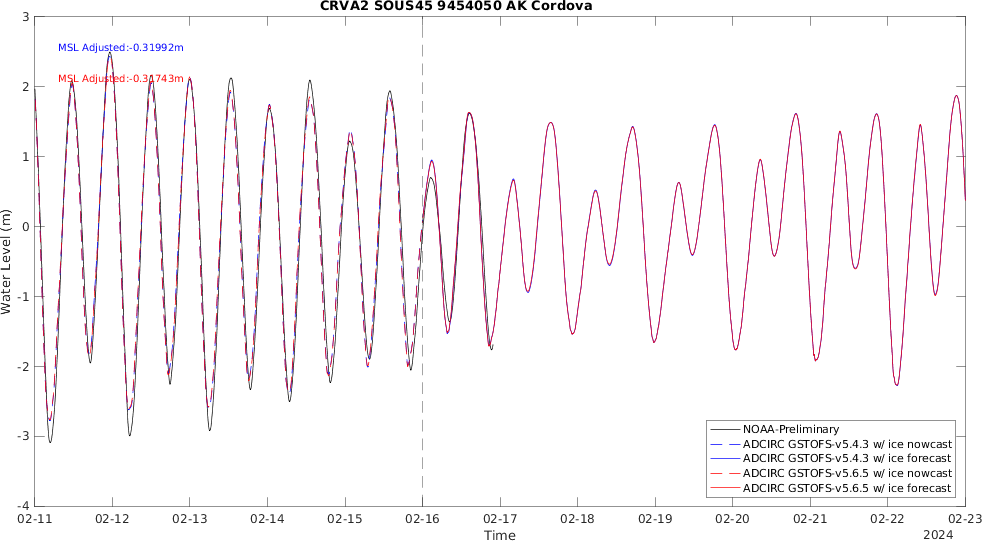 CRVA2 SOUS45 9454050 AK Cordova
MSL Adjusted:-0.31992m
MSL Adjusted:-0.31743m
Water Level (m)
3
2
1
0
-1
-2
-3
-4
NOAA-Preliminary
ADCIRC GSTOFS-v5.4.3 w/ ice nowcast
ADCIRC GSTOFS-v5.4.3 w/ ice forecast
ADCIRC GSTOFS-v5.6.5 w/ ice nowcast
ADCIRC GSTOFS-v5.6.5 w/ ice forecast
02-11 02-12 02-13 02-14 02-15 02-16 02-17 02-18 02-19 02-20 02-21 02-22 02-23
Time
2024